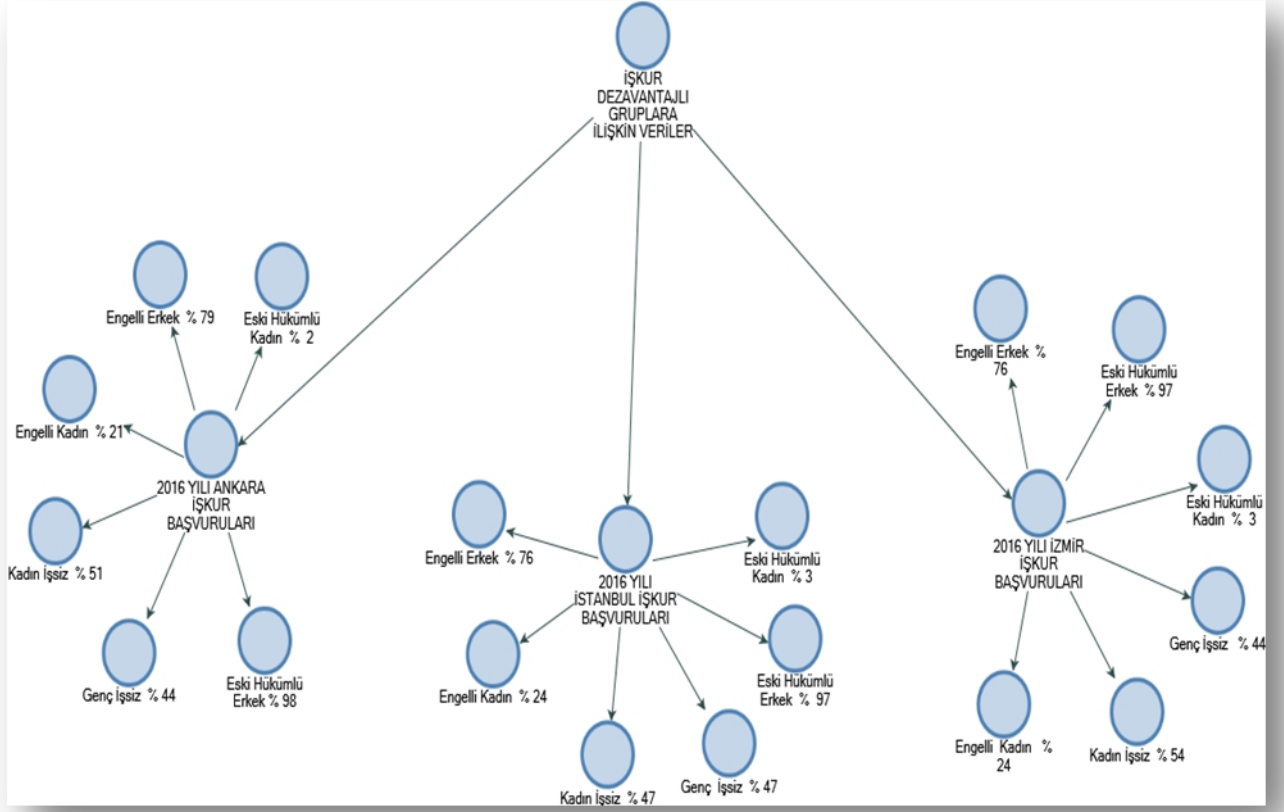 İŞKUR
DEZAVANTAJLI
GRUPLARA
İLİŞKİN VERİLER
Engelli Erkek % 79
Eski Hükümlü
Kadın % 2
Engelli Kadın % 21
2016 YILI ANKARA
İŞKUR
BAŞVURULARI
Kadın İşsiz % 51
Genç İşsiz % 44
Eski Hükümlü
Erkek % 98
Engelli Erkek % 76
Eski Hükümlü
Kadın % 3
2016 YILI
İSTANBUL İŞKUR
BAŞVURULARI
Engelli Kadın % 24
Eski Hükümlü
Erkek % 97
Kadın İşsiz % 47
Genç İşsiz % 47
Engelli Erkek %
76
Eski Hükümlü
Erkek % 97
Eski Hükümlü
Kadın % 3
2016 YILI İZMİR
İŞKUR
BAŞVURULARI
Genç İşsiz % 44
Engelli Kadın %
24
Kadın İşsiz % 54